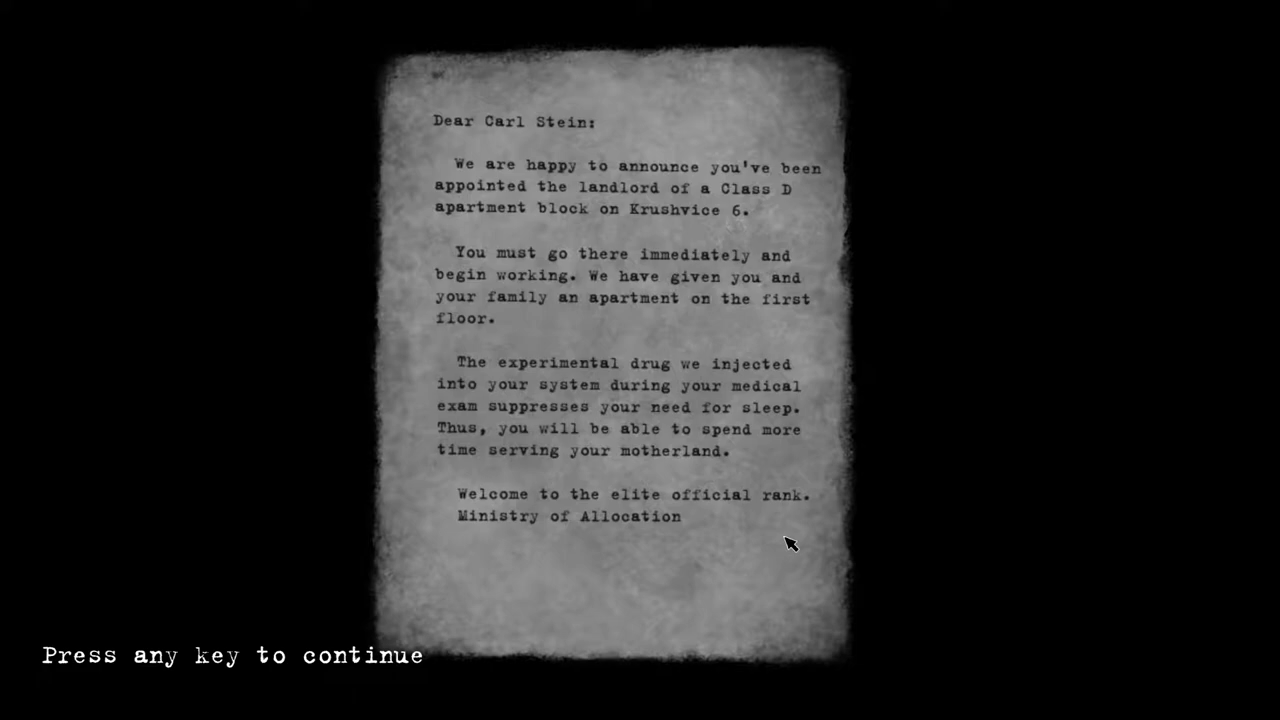 Dear Carl Stein:
We are happy to announce you've been
appointed the landlord of a Class D
apartment block on Krushvice 6.
You must go there immediately and
begin working. We have given you and
your family an apartment on the first
floor.
The experimental drug we injected
into your system during your medical
exam suppresses your need for sleep.
Thus, you will be able to spend more
time serving your motherland.
Welcome to the elite official rank.
Ministry of Allocation
Press any key to continue